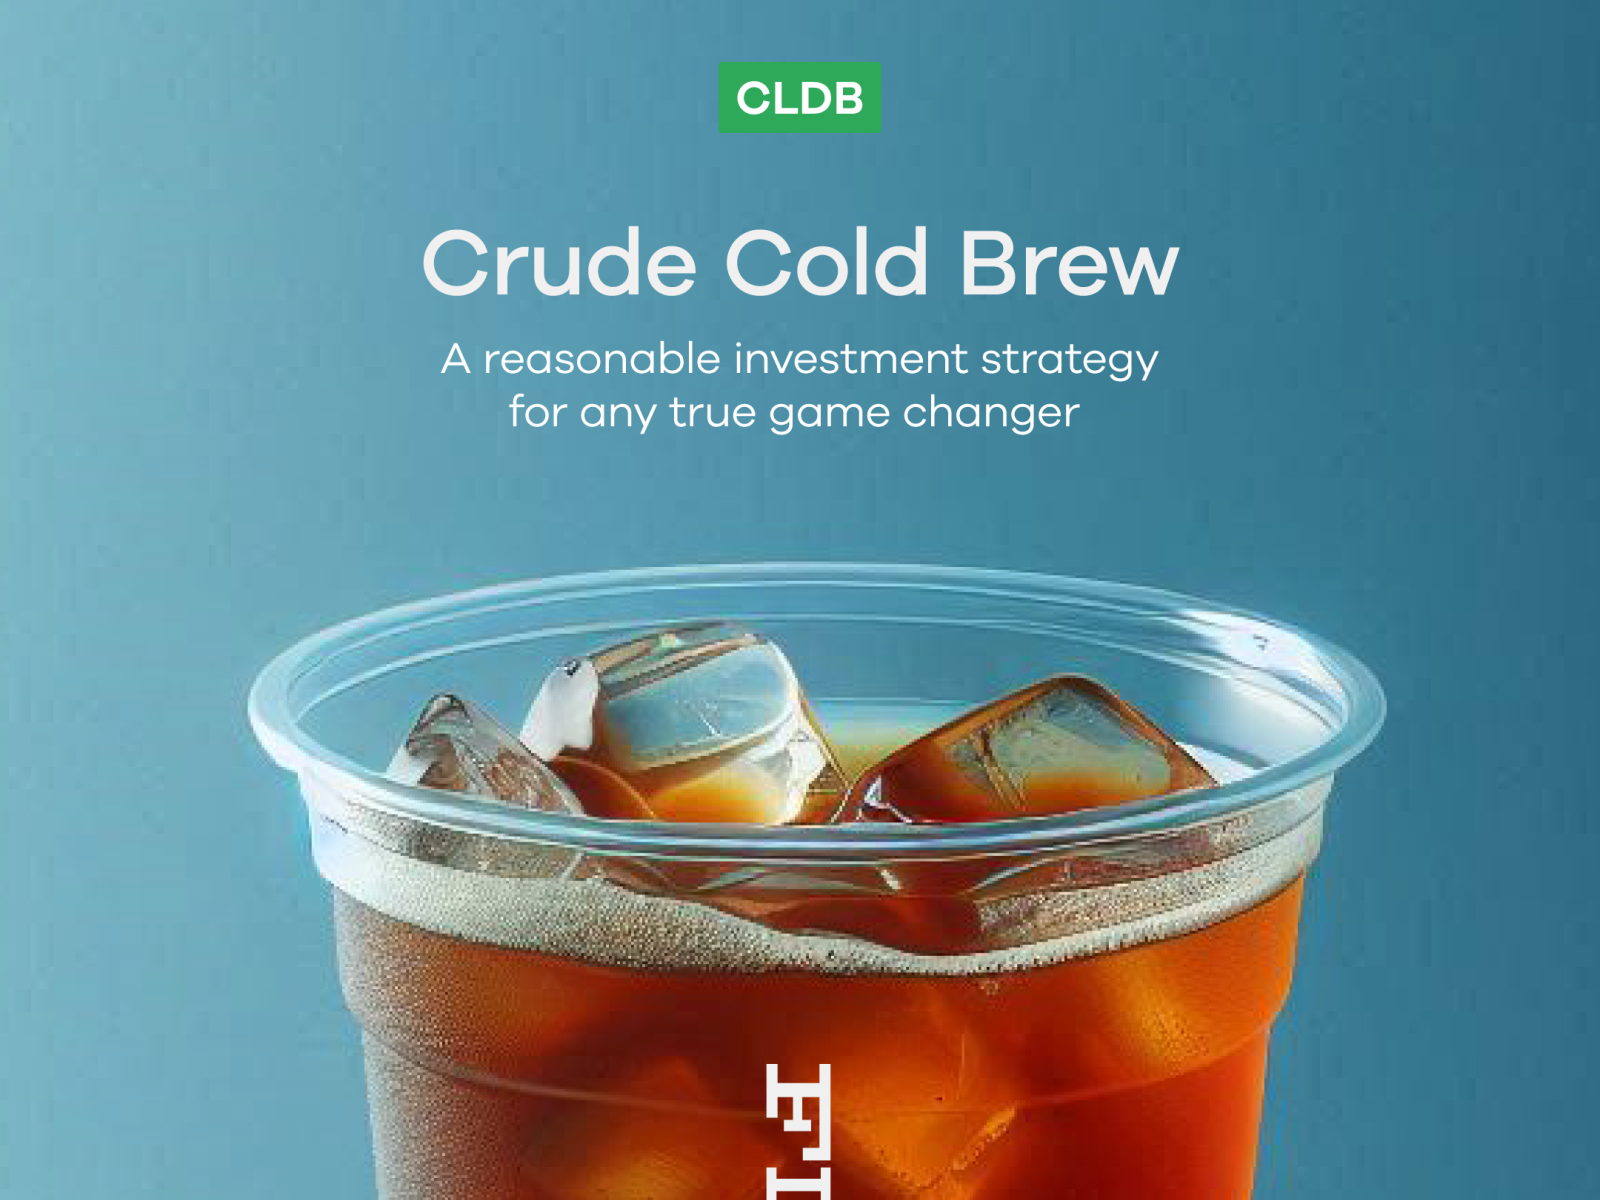 CLDB
Crude Cold Brew
A reasonable investment strategy
for any true game changer